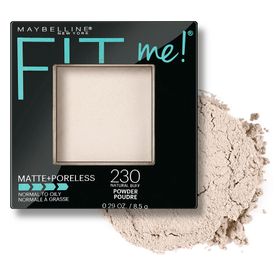 MAYBELLINE
NEW YORK
FIT me!
MATTE+PORELESS
NORMAL TO OILY
NORMALE À GRASSE
230
NATURAL BUFF
POWDER
POUDRE
0.29 OZ. / 8.5 g